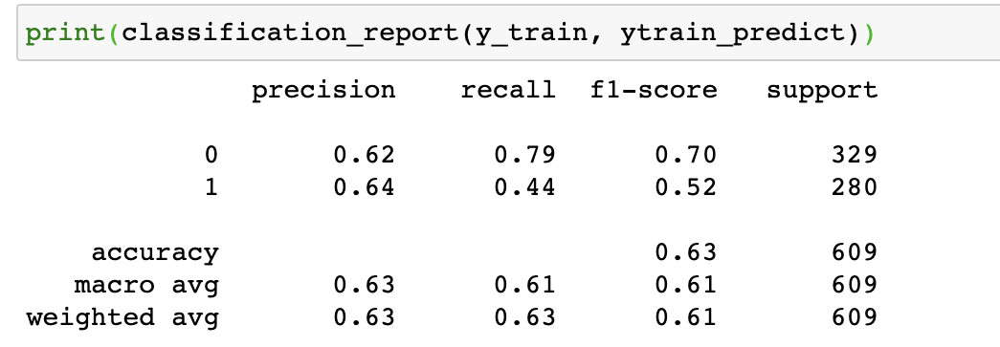 print(classification_report(y_train, ytrain_predict))
precision recall f1-score support
0 0.62 0.79 0.70 329
1 0.64 0.44 0.52 280
accuracy 0.63 609
macro avg 0.63 0.61 0.61 609
weighted avg 0.63 0.63 0.61 609